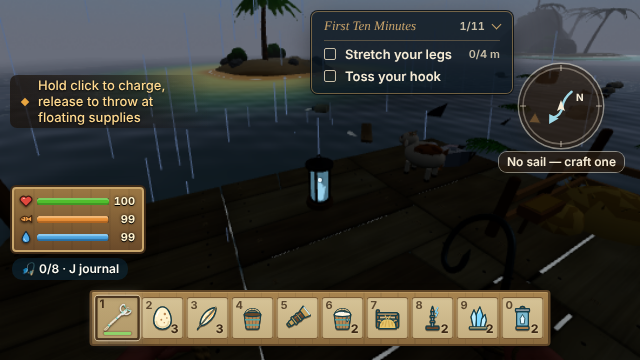 First Ten Minutes 1/11
Stretch your legs 0/4 m
Toss your hook
Hold click to charge,
release to throw at
floating supplies
N
No sail — craft one
100
99
99
0/8 · J journal
1 2 3 4 5 6 7 8 9 0
3 3 2 2 2 2